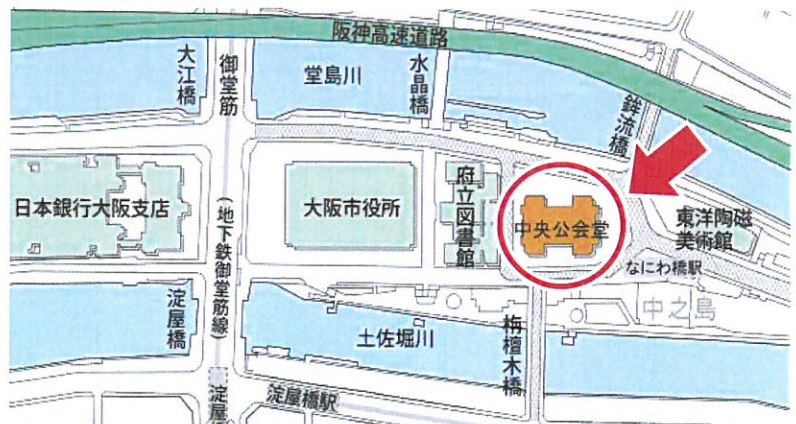 阪神高速道路
大江橋
御堂筋
堂島川
水晶橋
鉾流橋
日本銀行大阪支店
大阪市役所
府立図書館
中央公会堂
東洋陶磁
美術館
なにわ橋駅
(地下鉄御堂筋線)
淀屋橋
土佐堀川
栴檀木橋
中之島
淀屋橋駅
淀屋